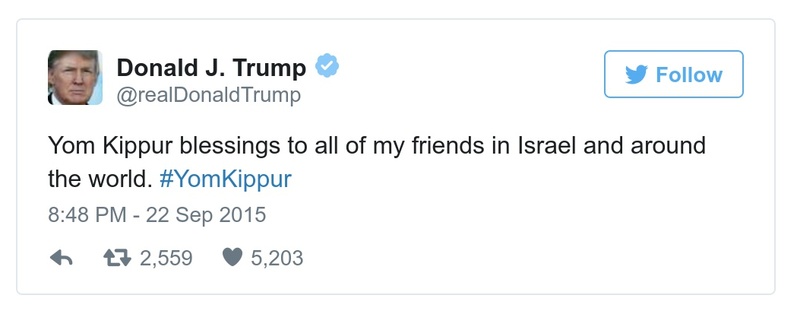 Donald J. Trump
@realDonaldTrump
Follow
Yom Kippur blessings to all of my friends in Israel and around
the world. #YomKippur
8:48 PM - 22 Sep 2015
2,559 5,203